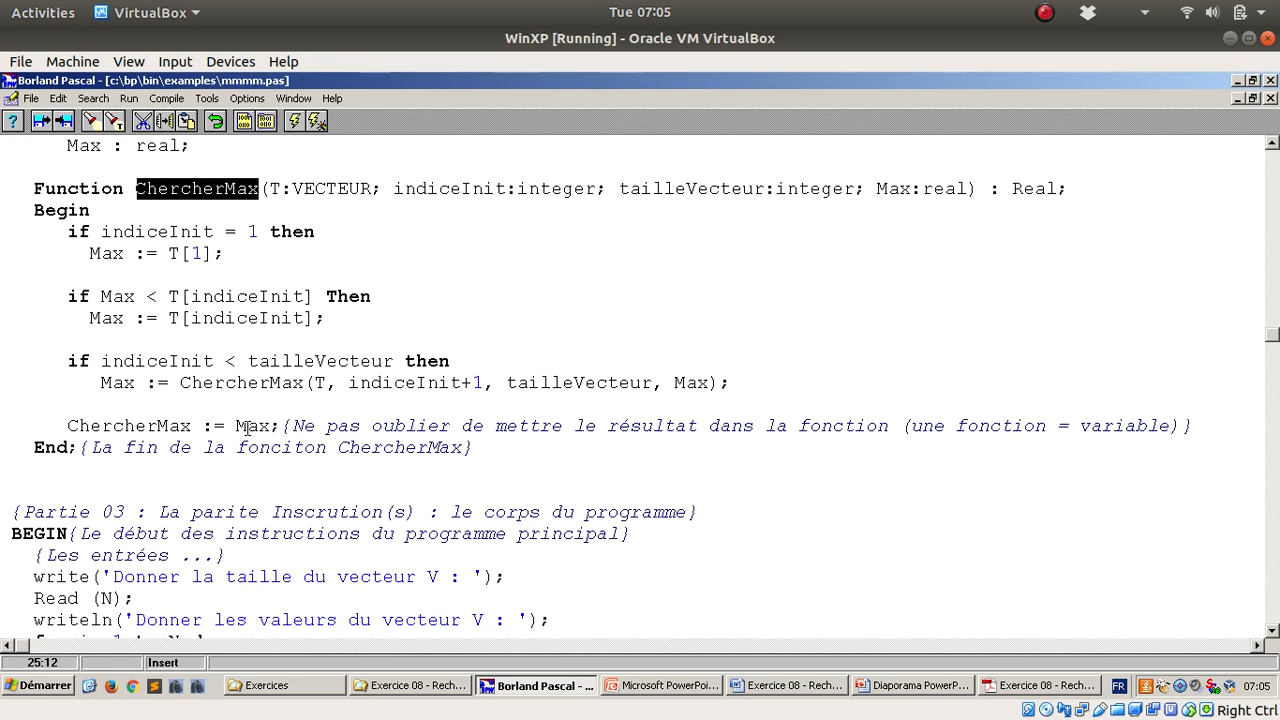 Activities VirtualBox Tue 07:05
WinXP [Running] - Oracle VM VirtualBox
File Machine View Input Devices Help
Borland Pascal - [c:\bp\bin\examples\mmmm.pas]
File Edit Search Run Compile Tools Options Window Help
Max : real;
Function ChercherMax(T:VECTEUR; indiceInit:integer; tailleVecteur:integer; Max:real) : Real;
Begin
if indiceInit = 1 then
Max := T[1];
if Max < T[indiceInit] Then
Max := T[indiceInit];
if indiceInit < tailleVecteur then
Max := ChercherMax(T, indiceInit+1, tailleVecteur, Max);
ChercherMax := Max;{Ne pas oublier de mettre le résultat dans la fonction (une fonction = variable)}
End;{La fin de la fonciton ChercherMax}
{Partie 03 : La parite Inscrution(s) : le corps du programme}
BEGIN{Le début des instructions du programme principal}
{Les entrées ...}
write('Donner la taille du vecteur V : ');
Read (N);
writeln('Donner les valeurs du vecteur V : ');
25:12 Insert
Démarrer Exercices Exercice 08 - Rech... Borland Pascal - ... Microsoft PowerPoi... Exercice 08 - Rech... Diaporama PowerP... Exercice 08 - Rech... FR 07:05
Right Ctrl